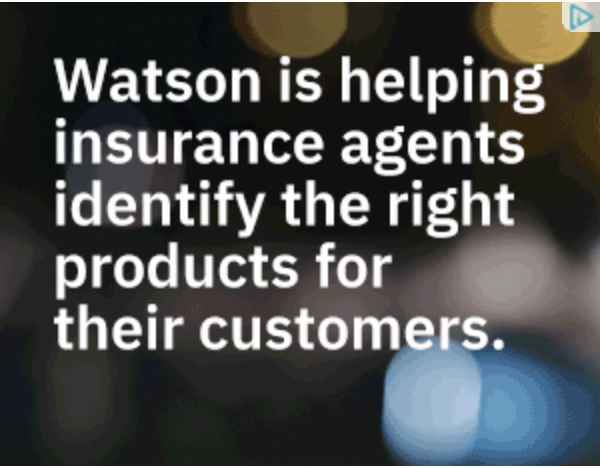 Watson is helping
insurance agents
identify the right
products for
their customers.